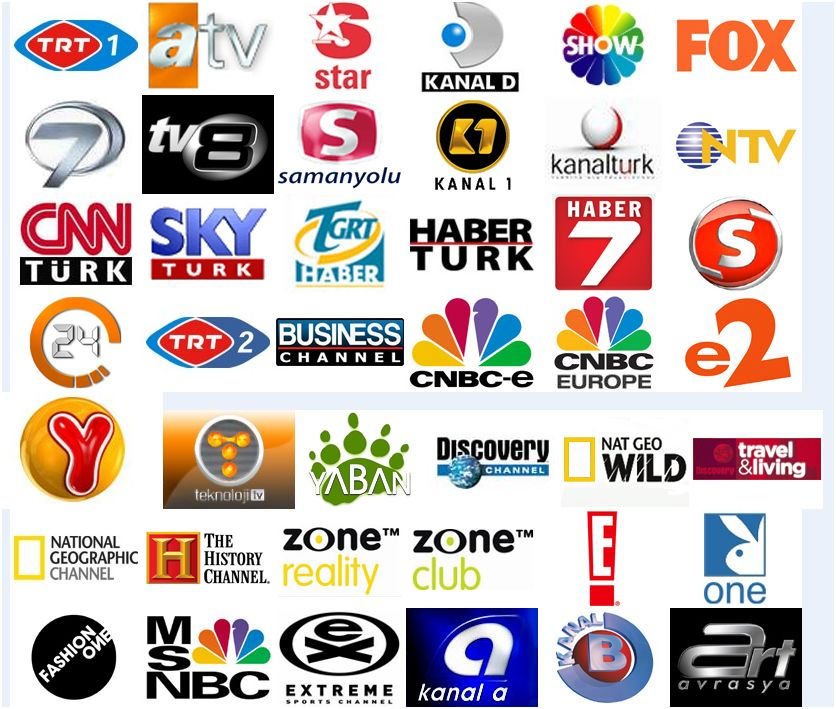 TRT 1
atv
star
KANAL D
SHOW
FOX
7
tv8
S
samanyolu
K1
KANAL 1
kanalturk
NTV
CNN
TÜRK
SKY
TURK
TGRT
HABER
HABER
TURK
HABER
7
S
24
TRT 2
BUSINESS
CHANNEL
CNBC-e
CNBC
EUROPE
e2
Y
T
teknoloji tv
YABAN
Discovery
CHANNEL
NAT GEO
WILD
Discovery
travel
&living
NATIONAL
GEOGRAPHIC
CHANNEL
H
THE
HISTORY
CHANNEL.
zone™
reality
zone™
club
E!
®
one
FASHION
ONE
M
S
NBC
ex
EXTREME
SPORTS CHANNEL
a
kanal a
KANAL
B
art
avrasya